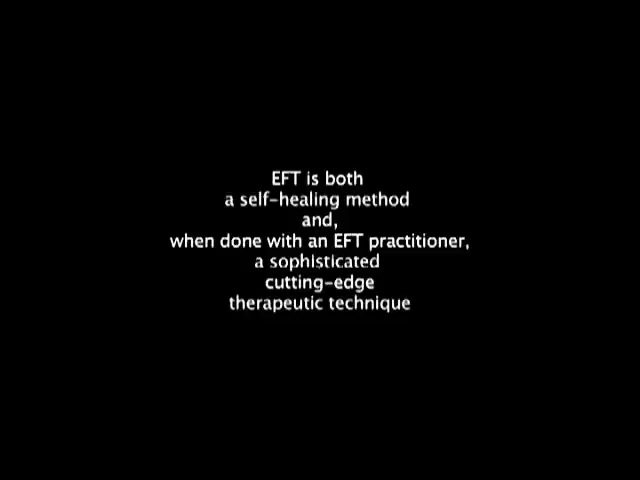 EFT is both
a self-healing method
and,
when done with an EFT practitioner,
a sophisticated
cutting-edge
therapeutic technique